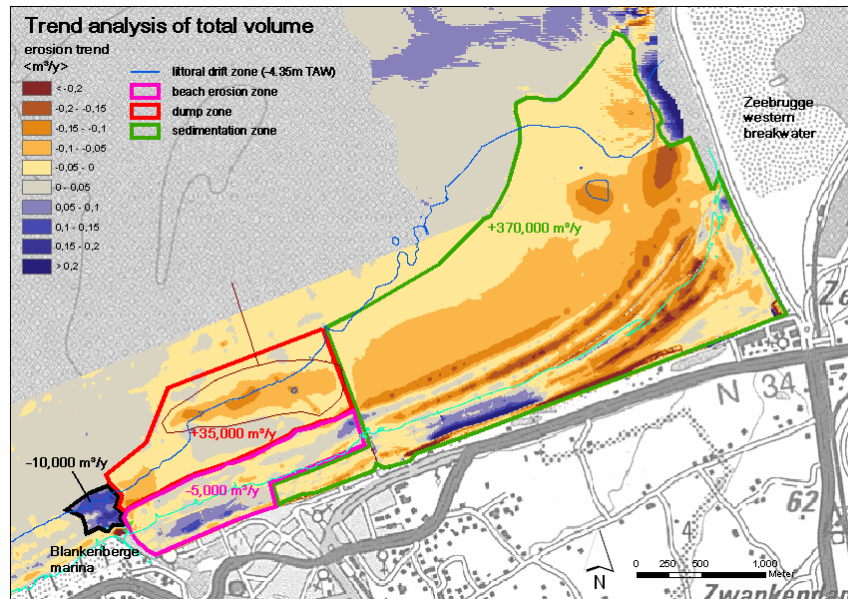 Trend analysis of total volume
erosion trend
<m³/y>
<-0,2
-0,2 - -0,15
-0,15 - -0,1
-0,1 - -0,05
-0,05 - 0
0 - 0,05
0,05 - 0,1
0,1 - 0,15
0,15 - 0,2
> 0,2
littoral drift zone (-4.35m TAW)
beach erosion zone
dump zone
sedimentation zone
Zeebrugge
western
breakwater
+370,000 m³/y
Ze
N 34
+35,000 m³/y
-10,000 m³/y
-5,000 m³/y
62
4
Blankenberge
marina
N
0 250 500 1,000
Meter